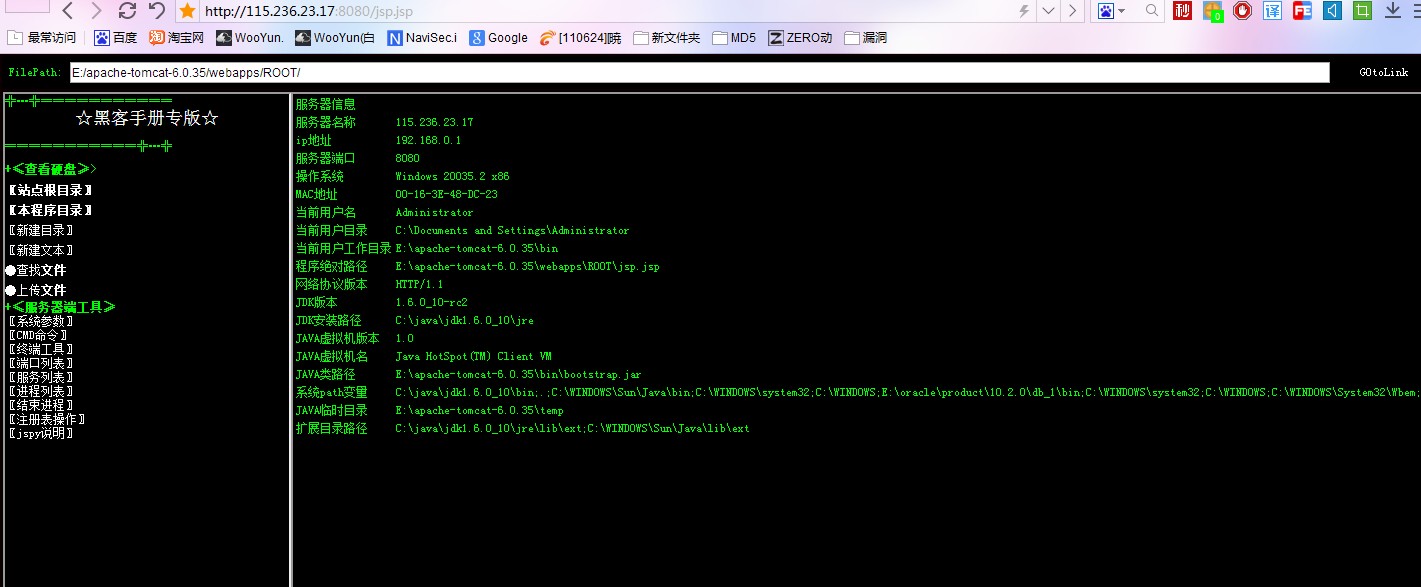 http://115.236.23.17:8080/jsp.jsp
最常访问 百度 淘宝网 WooYun. WooYun(白 NaviSec.i Google [110624]晓 新文件夹 MD5 ZERO动 漏洞
FilePath: E:/apache-tomcat-6.0.35/webapps/ROOT/ GOtoLink
☆黑客手册专版☆
+≪查看硬盘≫>
〖站点根目录〗
〖本程序目录〗
〖新建目录〗
〖新建文本〗
●查找文件
●上传文件
+≪服务器端工具≫
〖系统参数〗
〖CMD命令〗
〖终端工具〗
〖端口列表〗
〖服务列表〗
〖进程列表〗
〖结束进程〗
〖注册表操作〗
〖jspy说明〗
服务器信息
服务器名称 115.236.23.17
ip地址 192.168.0.1
服务器端口 8080
操作系统 Windows 20035.2 x86
MAC地址 00-16-3E-48-DC-23
当前用户名 Administrator
当前用户目录 C:\Documents and Settings\Administrator
当前用户工作目录 E:\apache-tomcat-6.0.35\bin
程序绝对路径 E:\apache-tomcat-6.0.35\webapps\ROOT\jsp.jsp
网络协议版本 HTTP/1.1
JDK版本 1.6.0_10-rc2
JDK安装路径 C:\java\jdk1.6.0_10\jre
JAVA虚拟机版本 1.0
JAVA虚拟机名 Java HotSpot(TM) Client VM
JAVA类路径 E:\apache-tomcat-6.0.35\bin\bootstrap.jar
系统path变量 C:\java\jdk1.6.0_10\bin;.;C:\WINDOWS\Sun\Java\bin;C:\WINDOWS\system32;C:\WINDOWS;E:\oracle\product\10.2.0\db_1\bin;C:\WINDOWS\system32;C:\WINDOWS;C:\WINDOWS\System32\Wbem;
JAVA临时目录 E:\apache-tomcat-6.0.35\temp
扩展目录路径 C:\java\jdk1.6.0_10\jre\lib\ext;C:\WINDOWS\Sun\Java\lib\ext